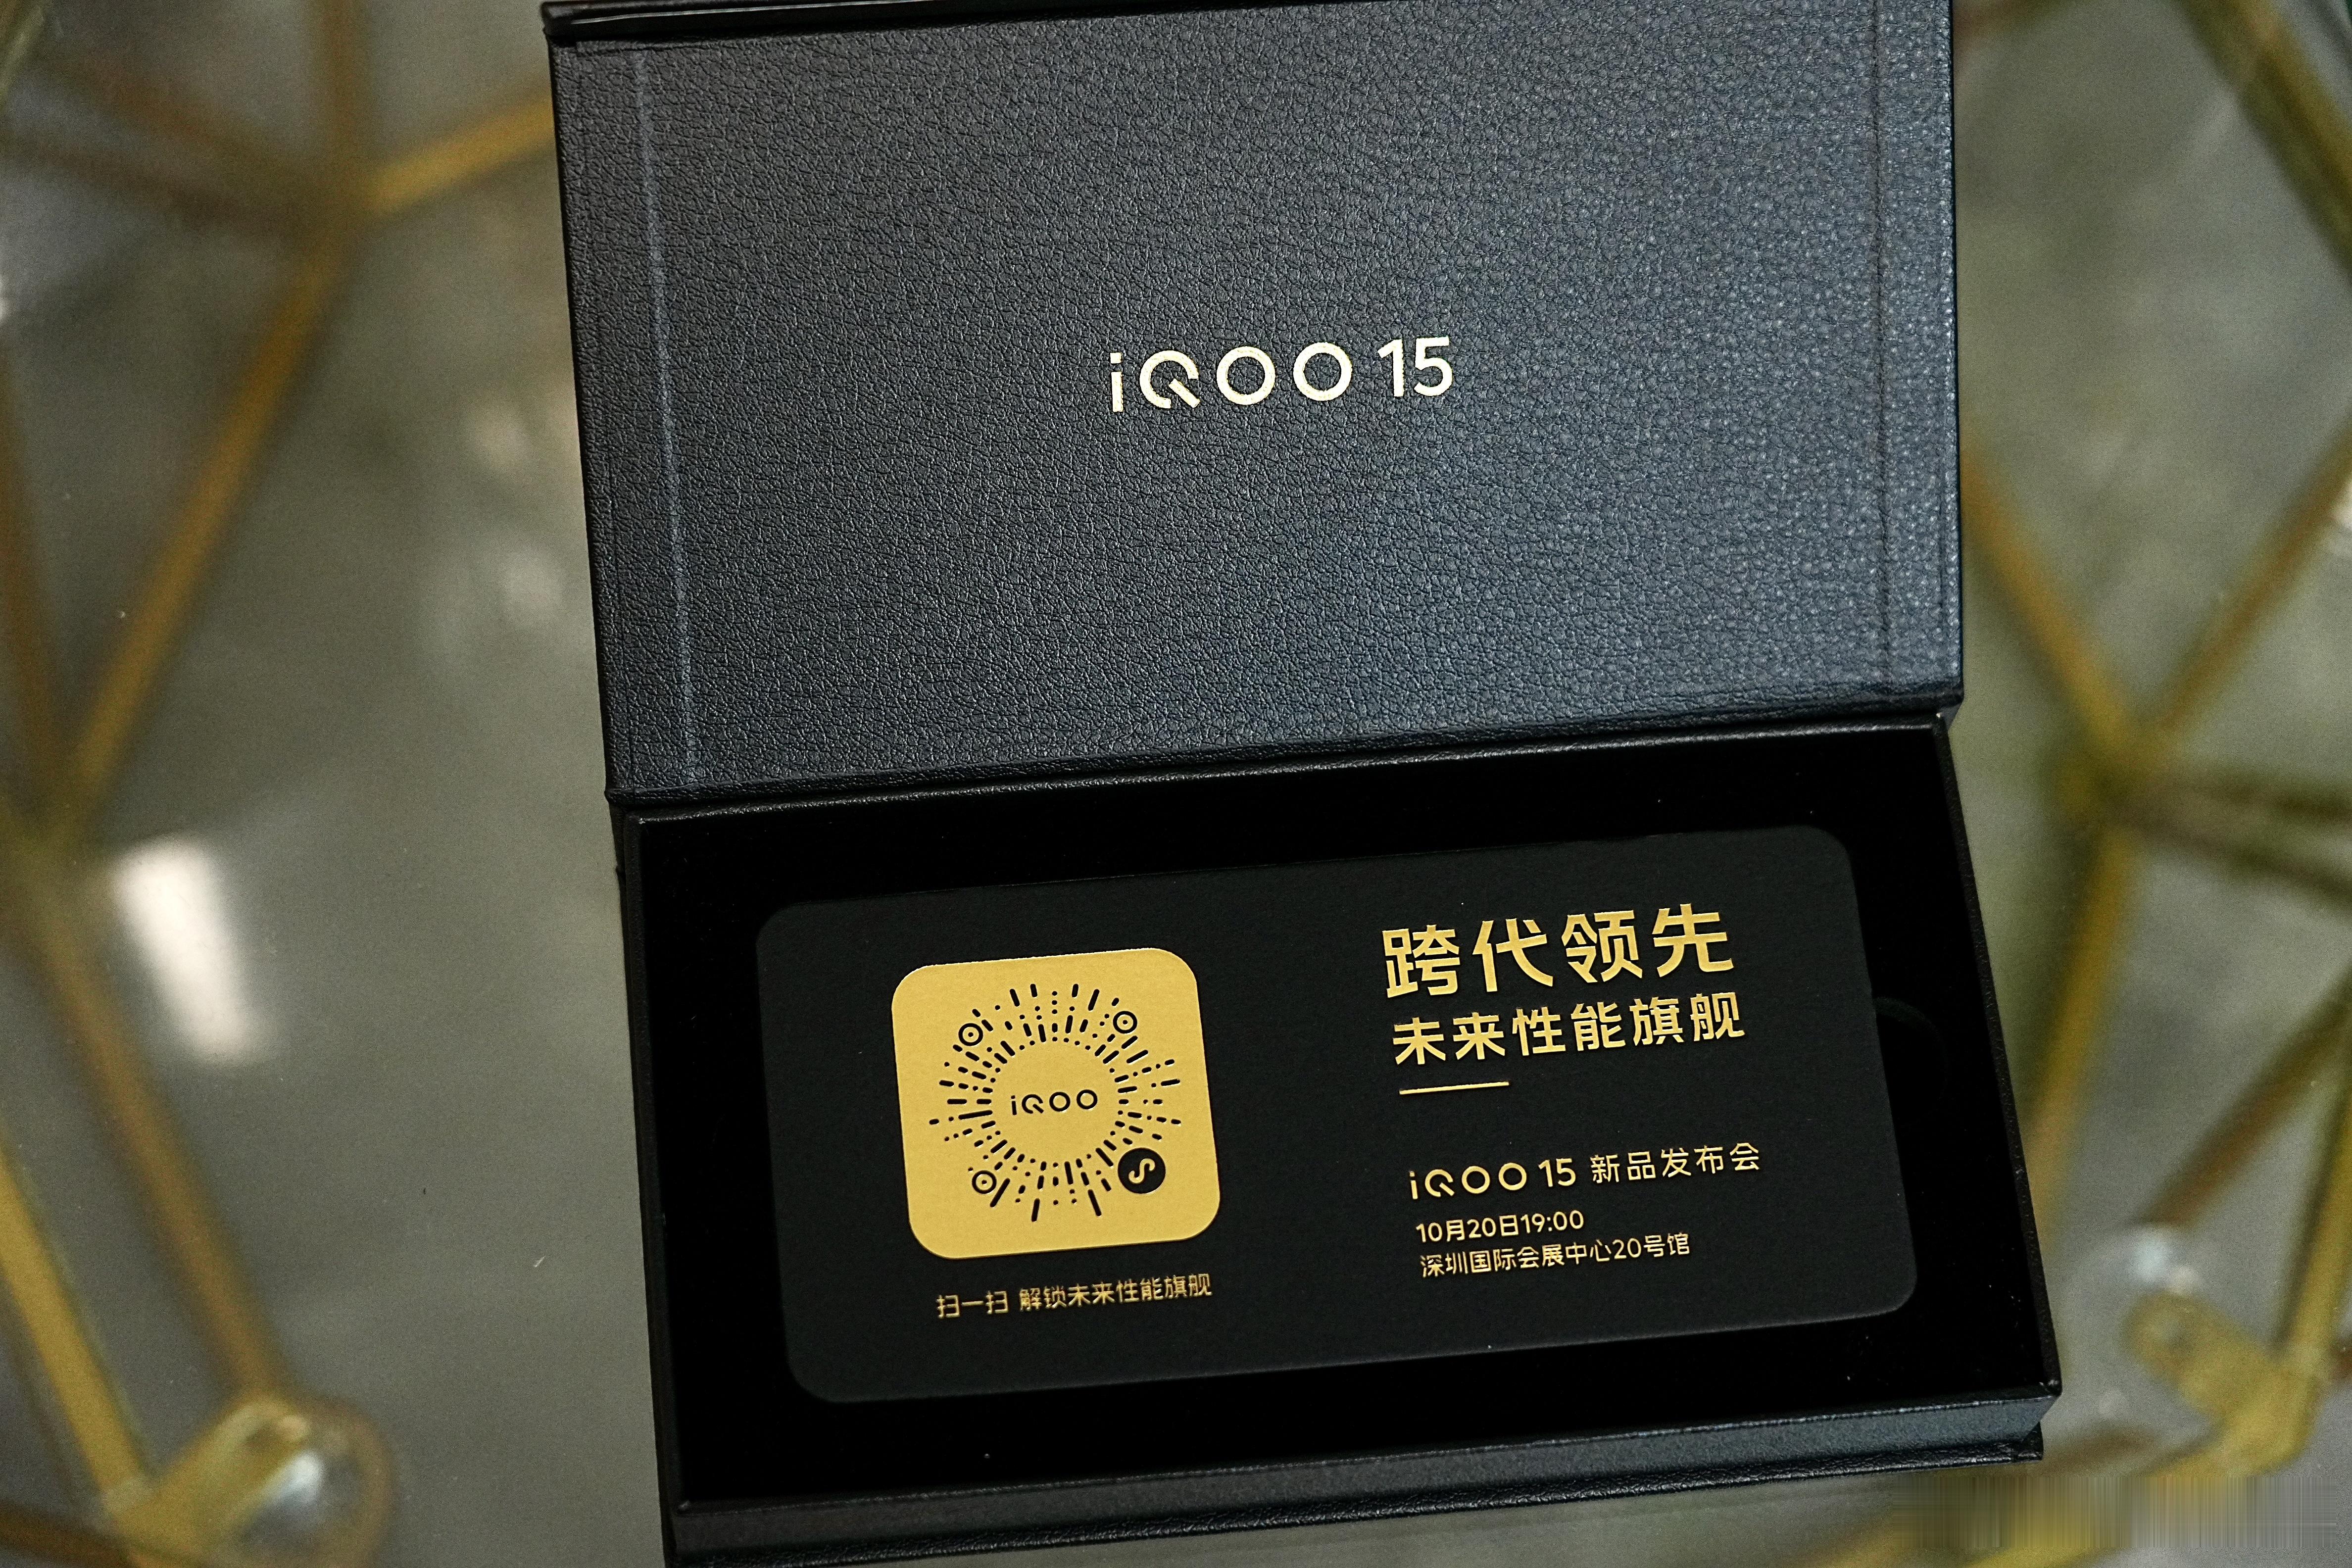 iQOO 15
iQOO
扫一扫 解锁未来性能旗舰
跨代领先
未来性能旗舰
iQOO 15 新品发布会
10月20日19:00
深圳国际会展中心20号馆